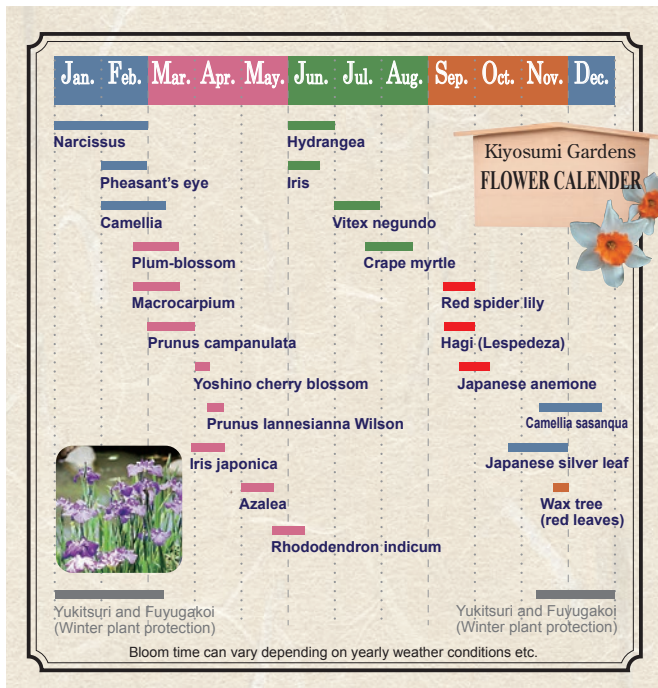 Jan. Feb. Mar. Apr. May. Jun. Jul. Aug. Sep. Oct. Nov. Dec.
Kiyosumi Gardens
FLOWER CALENDER
Narcissus
Pheasant's eye
Camellia
Plum-blossom
Macrocarpium
Prunus campanulata
Yoshino cherry blossom
Prunus lannesianna Wilson
Iris japonica
Azalea
Rhododendron indicum
Hydrangea
Iris
Vitex negundo
Crape myrtle
Red spider lily
Hagi (Lespedeza)
Japanese anemone
Camellia sasanqua
Japanese silver leaf
Wax tree
(red leaves)
Yukitsuri and Fuyugakoi
(Winter plant protection)
Yukitsuri and Fuyugakoi
(Winter plant protection)
Bloom time can vary depending on yearly weather conditions etc.